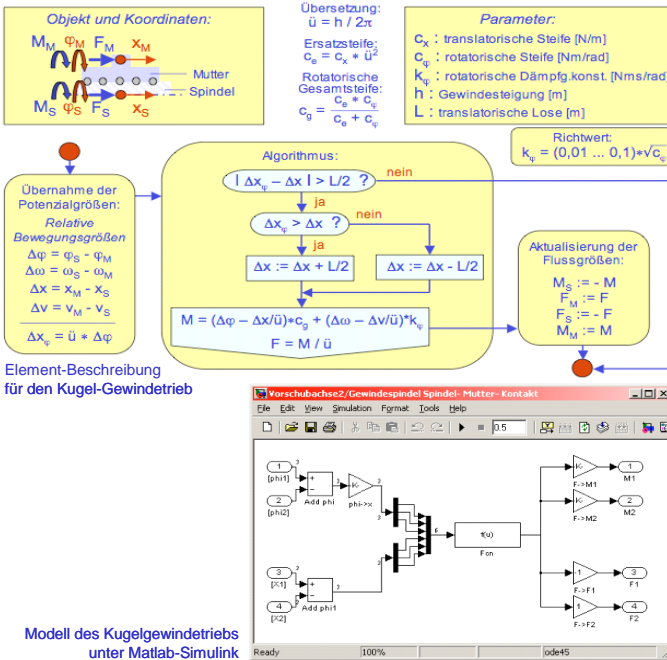 Objekt und Koordinaten:
M_M φ_M F_M x_M
Mutter
Spindel
M_S φ_S F_S x_S
Übersetzung:
ü = h / 2π
Ersatzsteife:
c_e = c_x * ü²
Rotatorische
Gesamtsteife:
c_g = c_e * c_φ / c_e + c_φ
Parameter:
c_x : translatorische Steife [N/m]
c_φ : rotatorische Steife [Nm/rad]
k_φ : rotatorische Dämpfg.konst. [Nms/rad]
h : Gewindesteigung [m]
L : translatorische Lose [m]
Richtwert:
k_φ = (0,01 ... 0,1)*√c_φ
Übernahme der
Potenzialgrößen:
Relative
Bewegungsgrößen
Δφ = φ_S - φ_M
Δω = ω_S - ω_M
Δx = x_M - x_S
Δv = v_M - v_S
Δx_φ = ü * Δφ
Algorithmus:
| Δx_φ – Δx | > L/2 ?
nein
ja
Δx_φ > Δx ?
nein
ja
Δx := Δx + L/2
Δx := Δx - L/2
M = (Δφ – Δx/ü)*c_g + (Δω – Δv/ü)*k_φ
F = M / ü
Aktualisierung der
Flussgrößen:
M_S := - M
F_M := F
F_S := - F
M_M := M
Element-Beschreibung
für den Kugel-Gewindetrieb
Vorschubachse2/Gewindespindel Spindel- Mutter- Kontakt
File Edit View Simulation Format Tools Help
0.5
1
[phi1]
3
2
[phi2]
Add phi
3
K-
phi->x
3
3
[X1]
3
4
[X2]
Add phi1
3
6
f(u)
Fcn
K-
F->M1
1
M1
K-
F->M2
2
M2
-1
F->F1
3
F1
1
F->F2
4
F2
Ready
100%
ode45
Modell des Kugelgewindetriebs
unter Matlab-Simulink